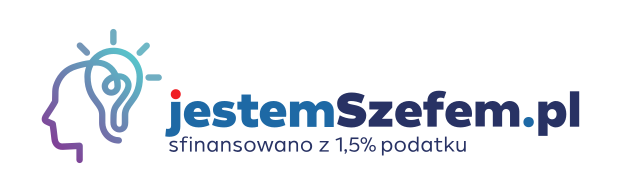 jestemSzefem.pl
sfinansowano z 1,5% podatku